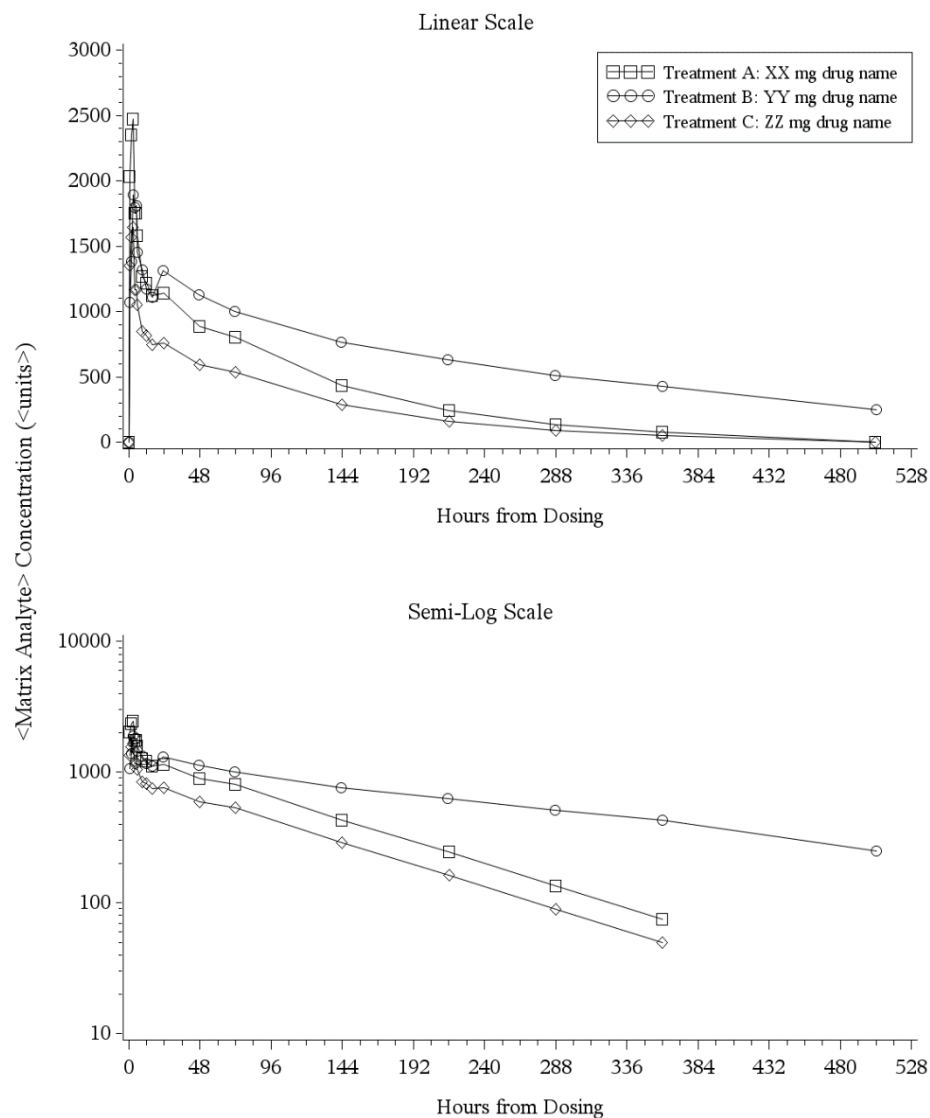 Linear Scale
3000
2500
2000
1500
1000
500
0
Treatment A: XX mg drug name
Treatment B: YY mg drug name
Treatment C: ZZ mg drug name
0 48 96 144 192 240 288 336 384 432 480 528
Hours from Dosing
<Matrix Analyte> Concentration (<units>)
Semi-Log Scale
10000
1000
100
10
0 48 96 144 192 240 288 336 384 432 480 528
Hours from Dosing